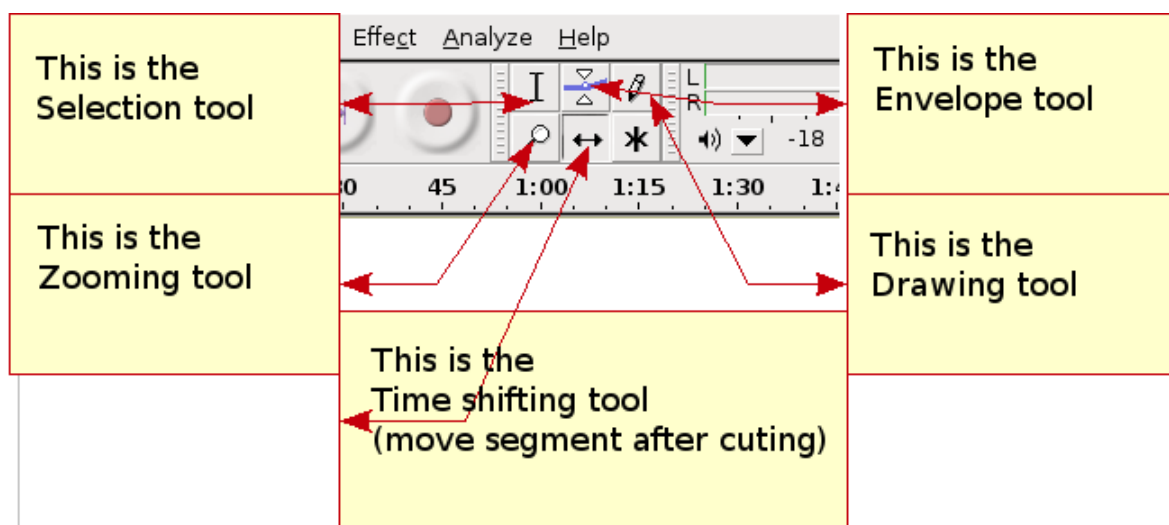 Effect Analyze Help
This is the
Selection tool
This is the
Envelope tool
L
R
-18
45 1:00 1:15 1:30
This is the
Zooming tool
This is the
Drawing tool
This is the
Time shifting tool
(move segment after cuting)